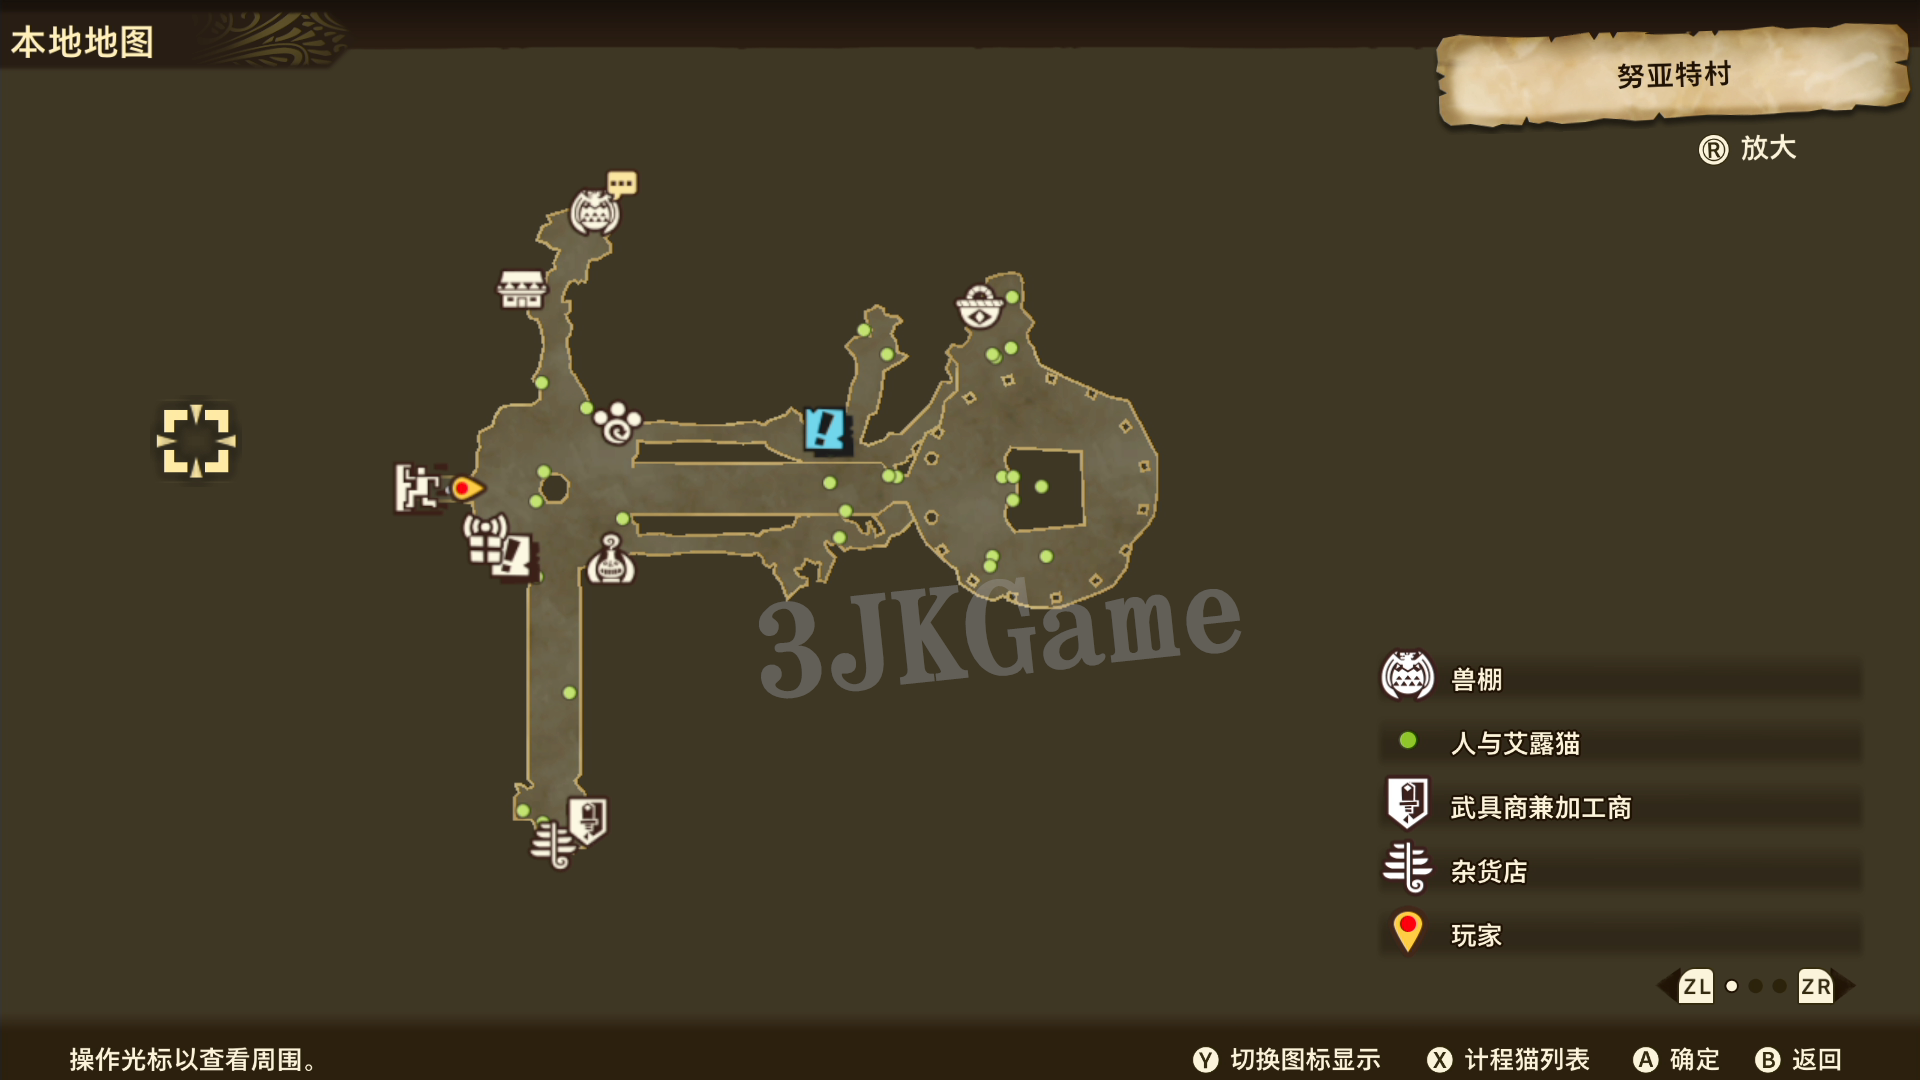 本地地图
努亚特村
R 放大
3JKGame
兽棚
人与艾露猫
武具商兼加工商
杂货店
玩家
ZL ZR
操作光标以查看周围。
Y 切换图标显示 X 计程猫列表 A 确定 B 返回